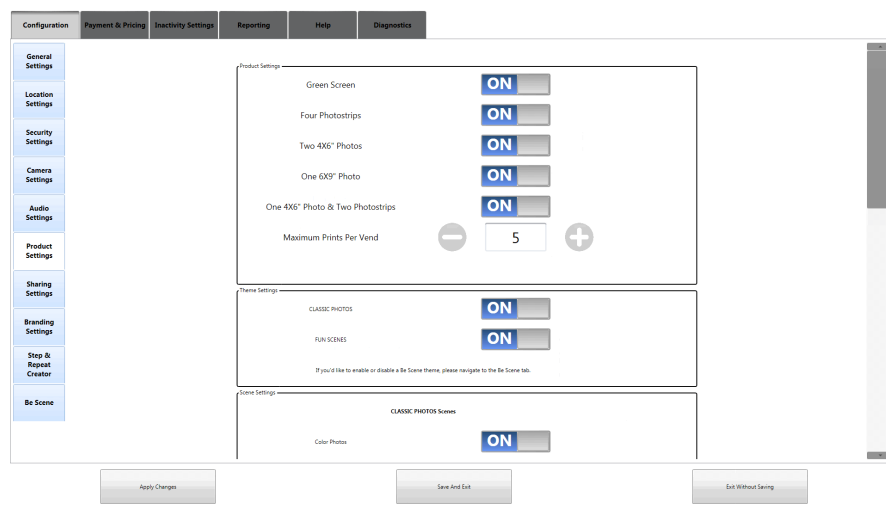 Configuration
Payment & Pricing
Inactivity Settings
Reporting
Help
Diagnostics
General
Settings
Location
Settings
Security
Settings
Camera
Settings
Audio
Settings
Product
Settings
Sharing
Settings
Branding
Settings
Step &
Repeat
Creator
Be Scene
Product Settings
Green Screen
ON
Four Photostrips
ON
Two 4X6" Photos
ON
One 6X9" Photo
ON
One 4X6" Photo & Two Photostrips
ON
Maximum Prints Per Vend
5
Theme Settings
CLASSIC PHOTOS
ON
FUN SCENES
ON
If you'd like to enable or disable a Be Scene theme, please navigate to the Be Scene tab.
Scene Settings
CLASSIC PHOTOS Scenes
Color Photos
ON
Apply Changes
Save And Exit
Exit Without Saving